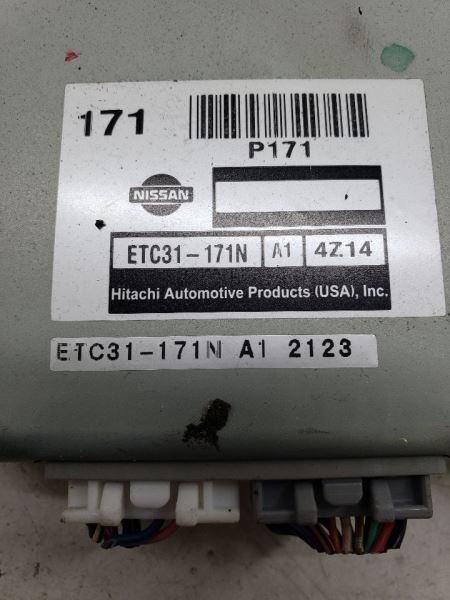 171
P171
NISSAN
ETC31-171N A1 4Z14
Hitachi Automotive Products (USA), Inc.
ETC31-171N A1 2123